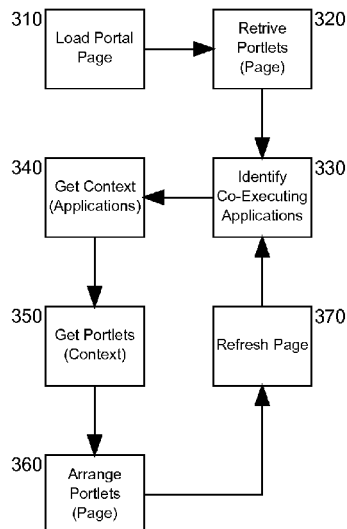 310
Load Portal
Page
320
Retrive
Portlets
(Page)
340
Get Context
(Applications)
330
Identify
Co-Executing
Applications
350
Get Portlets
(Context)
370
Refresh Page
360
Arrange
Portlets
(Page)